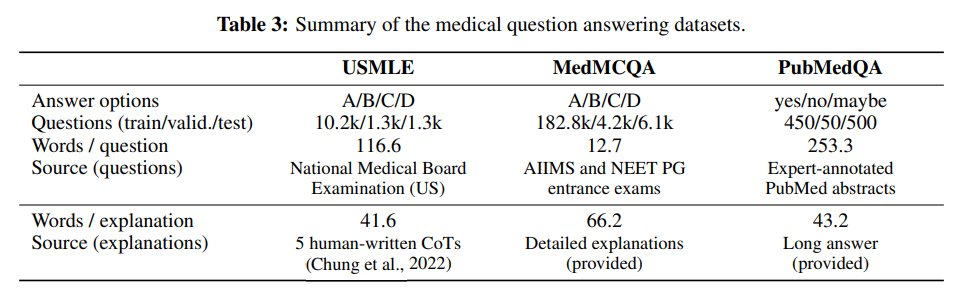 Table 3: Summary of the medical question answering datasets.
USMLE MedMCQA PubMedQA
Answer options A/B/C/D A/B/C/D yes/no/maybe
Questions (train/valid./test) 10.2k/1.3k/1.3k 182.8k/4.2k/6.1k 450/50/500
Words / question 116.6 12.7 253.3
Source (questions) National Medical Board AIIMS and NEET PG Expert-annotated
Examination (US) entrance exams PubMed abstracts
Words / explanation 41.6 66.2 43.2
Source (explanations) 5 human-written CoTs Detailed explanations Long answer
(Chung et al., 2022) (provided) (provided)